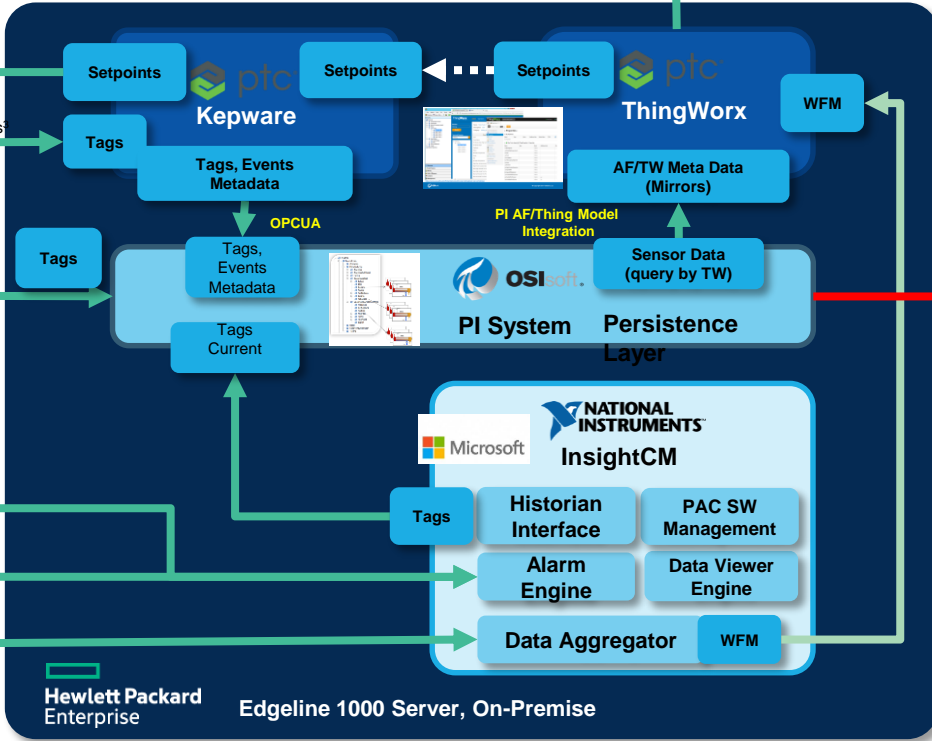 Setpoints
ptc
Kepware
Setpoints
Setpoints
ptc
ThingWorx
WFM
s³
Tags
Tags, Events
Metadata
AF/TW Meta Data
(Mirrors)
OPCUA
PI AF/Thing Model
Integration
Tags
Tags,
Events
Metadata
OSIsoft.
Sensor Data
(query by TW)
PI System
Persistence
Layer
Tags
Current
NATIONAL
INSTRUMENTS™
Microsoft
InsightCM
Tags
Historian
Interface
PAC SW
Management
Alarm
Engine
Data Viewer
Engine
Data Aggregator
WFM
Hewlett Packard
Enterprise
Edgeline 1000 Server, On-Premise